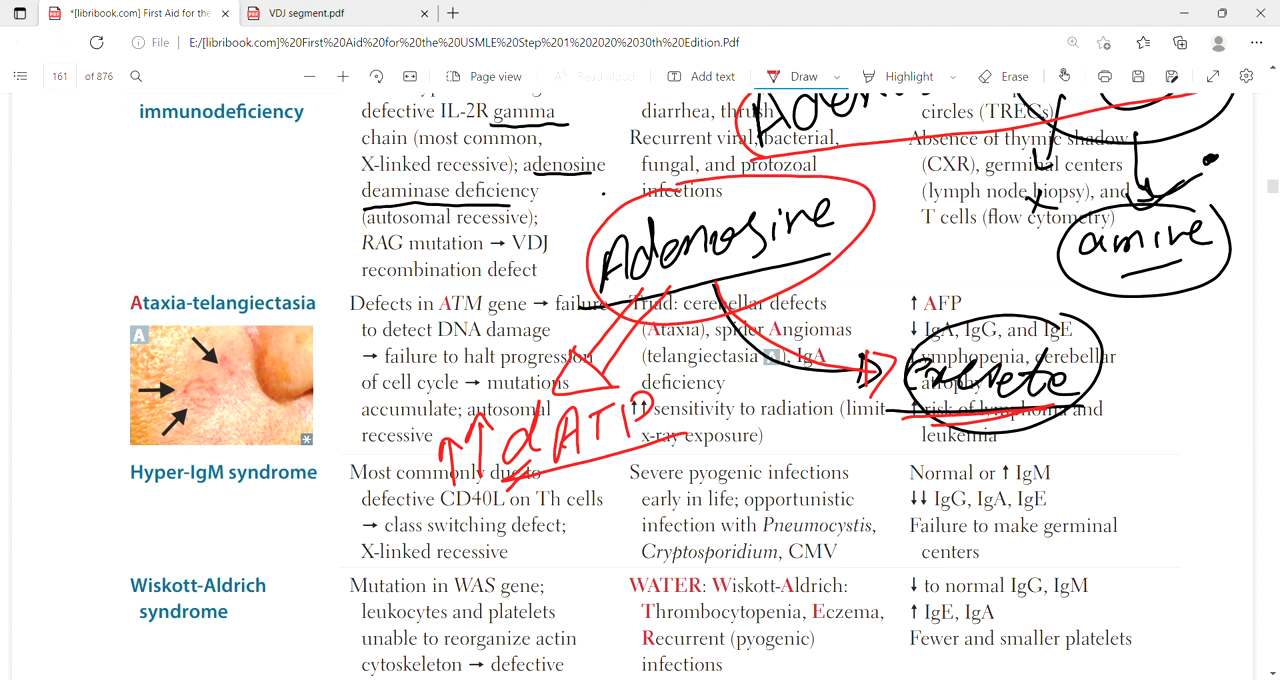 *[libribook.com] First Aid for the
VDJ segment.pdf
File
E:/[libribook.com]%20First%20Aid%20for%20the%20USMLE%20Step%201%202020%2030th%20Edition.Pdf
161 of 876
Page view
Read aloud
Add text
Draw
Highlight
Erase
immunodeficiency
defective IL-2R gamma
chain (most common,
X-linked recessive); adenosine
deaminase deficiency
(autosomal recessive);
RAG mutation → VDJ
recombination defect
diarrhea, thrush
Recurrent viral, bacterial,
fungal, and protozoal
infections
circles (TRECs)
Absence of thymic shadow
(CXR), germinal centers
(lymph node biopsy), and
T cells (flow cytometry)
Adenosine
amine
Ataxia-telangiectasia
A
Defects in ATM gene → failure
to detect DNA damage
→ failure to halt progression
of cell cycle → mutations
accumulate; autosomal
recessive
Triad: cerebellar defects
(Ataxia), spider Angiomas
(telangiectasia A), IgA
deficiency
↑↑ sensitivity to radiation (limit
x-ray exposure)
↑ AFP
↓ IgA, IgG, and IgE
Lymphopenia, cerebellar
atrophy
↑ risk of lymphoma and
leukemia
Excrete
↑↑ dATP
Hyper-IgM syndrome
Most commonly due to
defective CD40L on Th cells
→ class switching defect;
X-linked recessive
Severe pyogenic infections
early in life; opportunistic
infection with Pneumocystis,
Cryptosporidium, CMV
Normal or ↑ IgM
↓↓ IgG, IgA, IgE
Failure to make germinal
centers
Wiskott-Aldrich
syndrome
Mutation in WAS gene;
leukocytes and platelets
unable to reorganize actin
cytoskeleton → defective
WATER: Wiskott-Aldrich:
Thrombocytopenia, Eczema,
Recurrent (pyogenic)
infections
↓ to normal IgG, IgM
↑ IgE, IgA
Fewer and smaller platelets